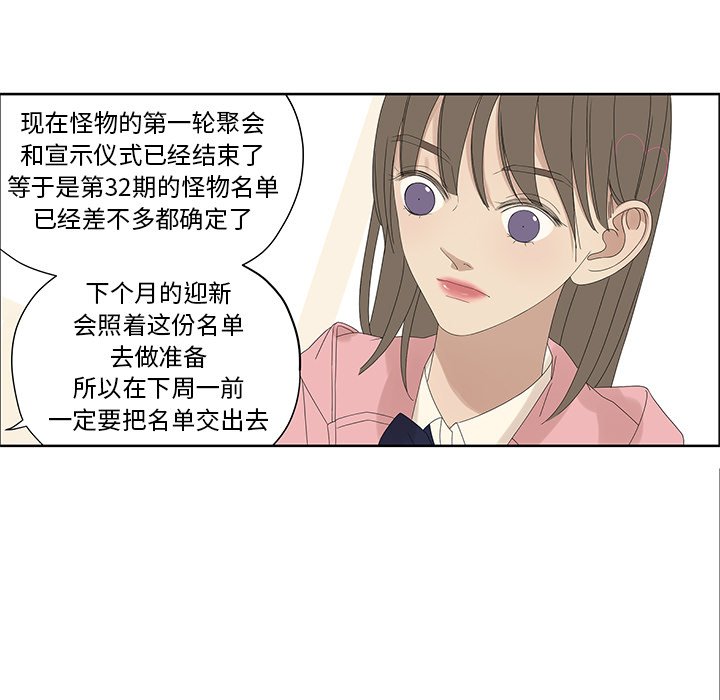 现在怪物的第一轮聚会
和宣示仪式已经结束了
等于是第32期的怪物名单
已经差不多都确定了
下个月的迎新
会照着这份名单
去做准备
所以在下周一前
一定要把名单交出去